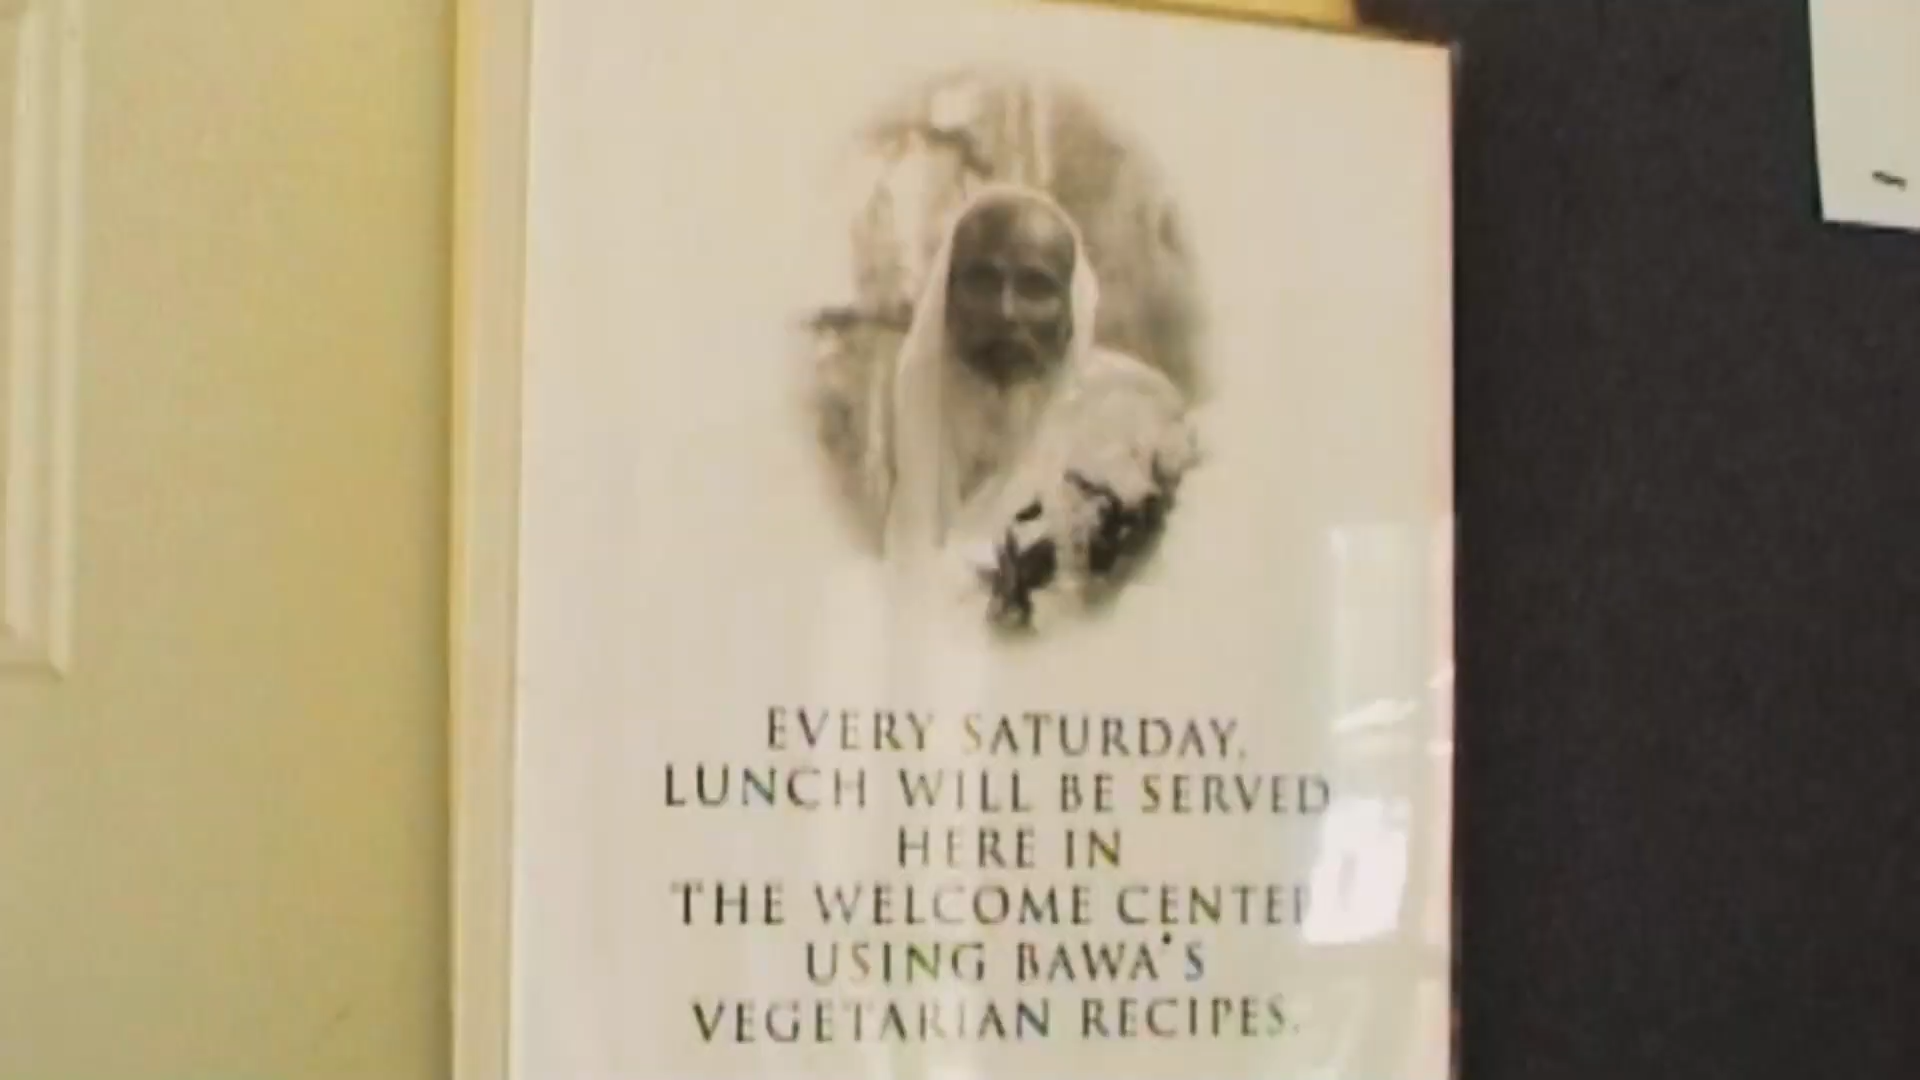 EVERY SATURDAY,
LUNCH WILL BE SERVED
HERE IN
THE WELCOME CENTER
USING BAWA'S
VEGETARIAN RECIPES.